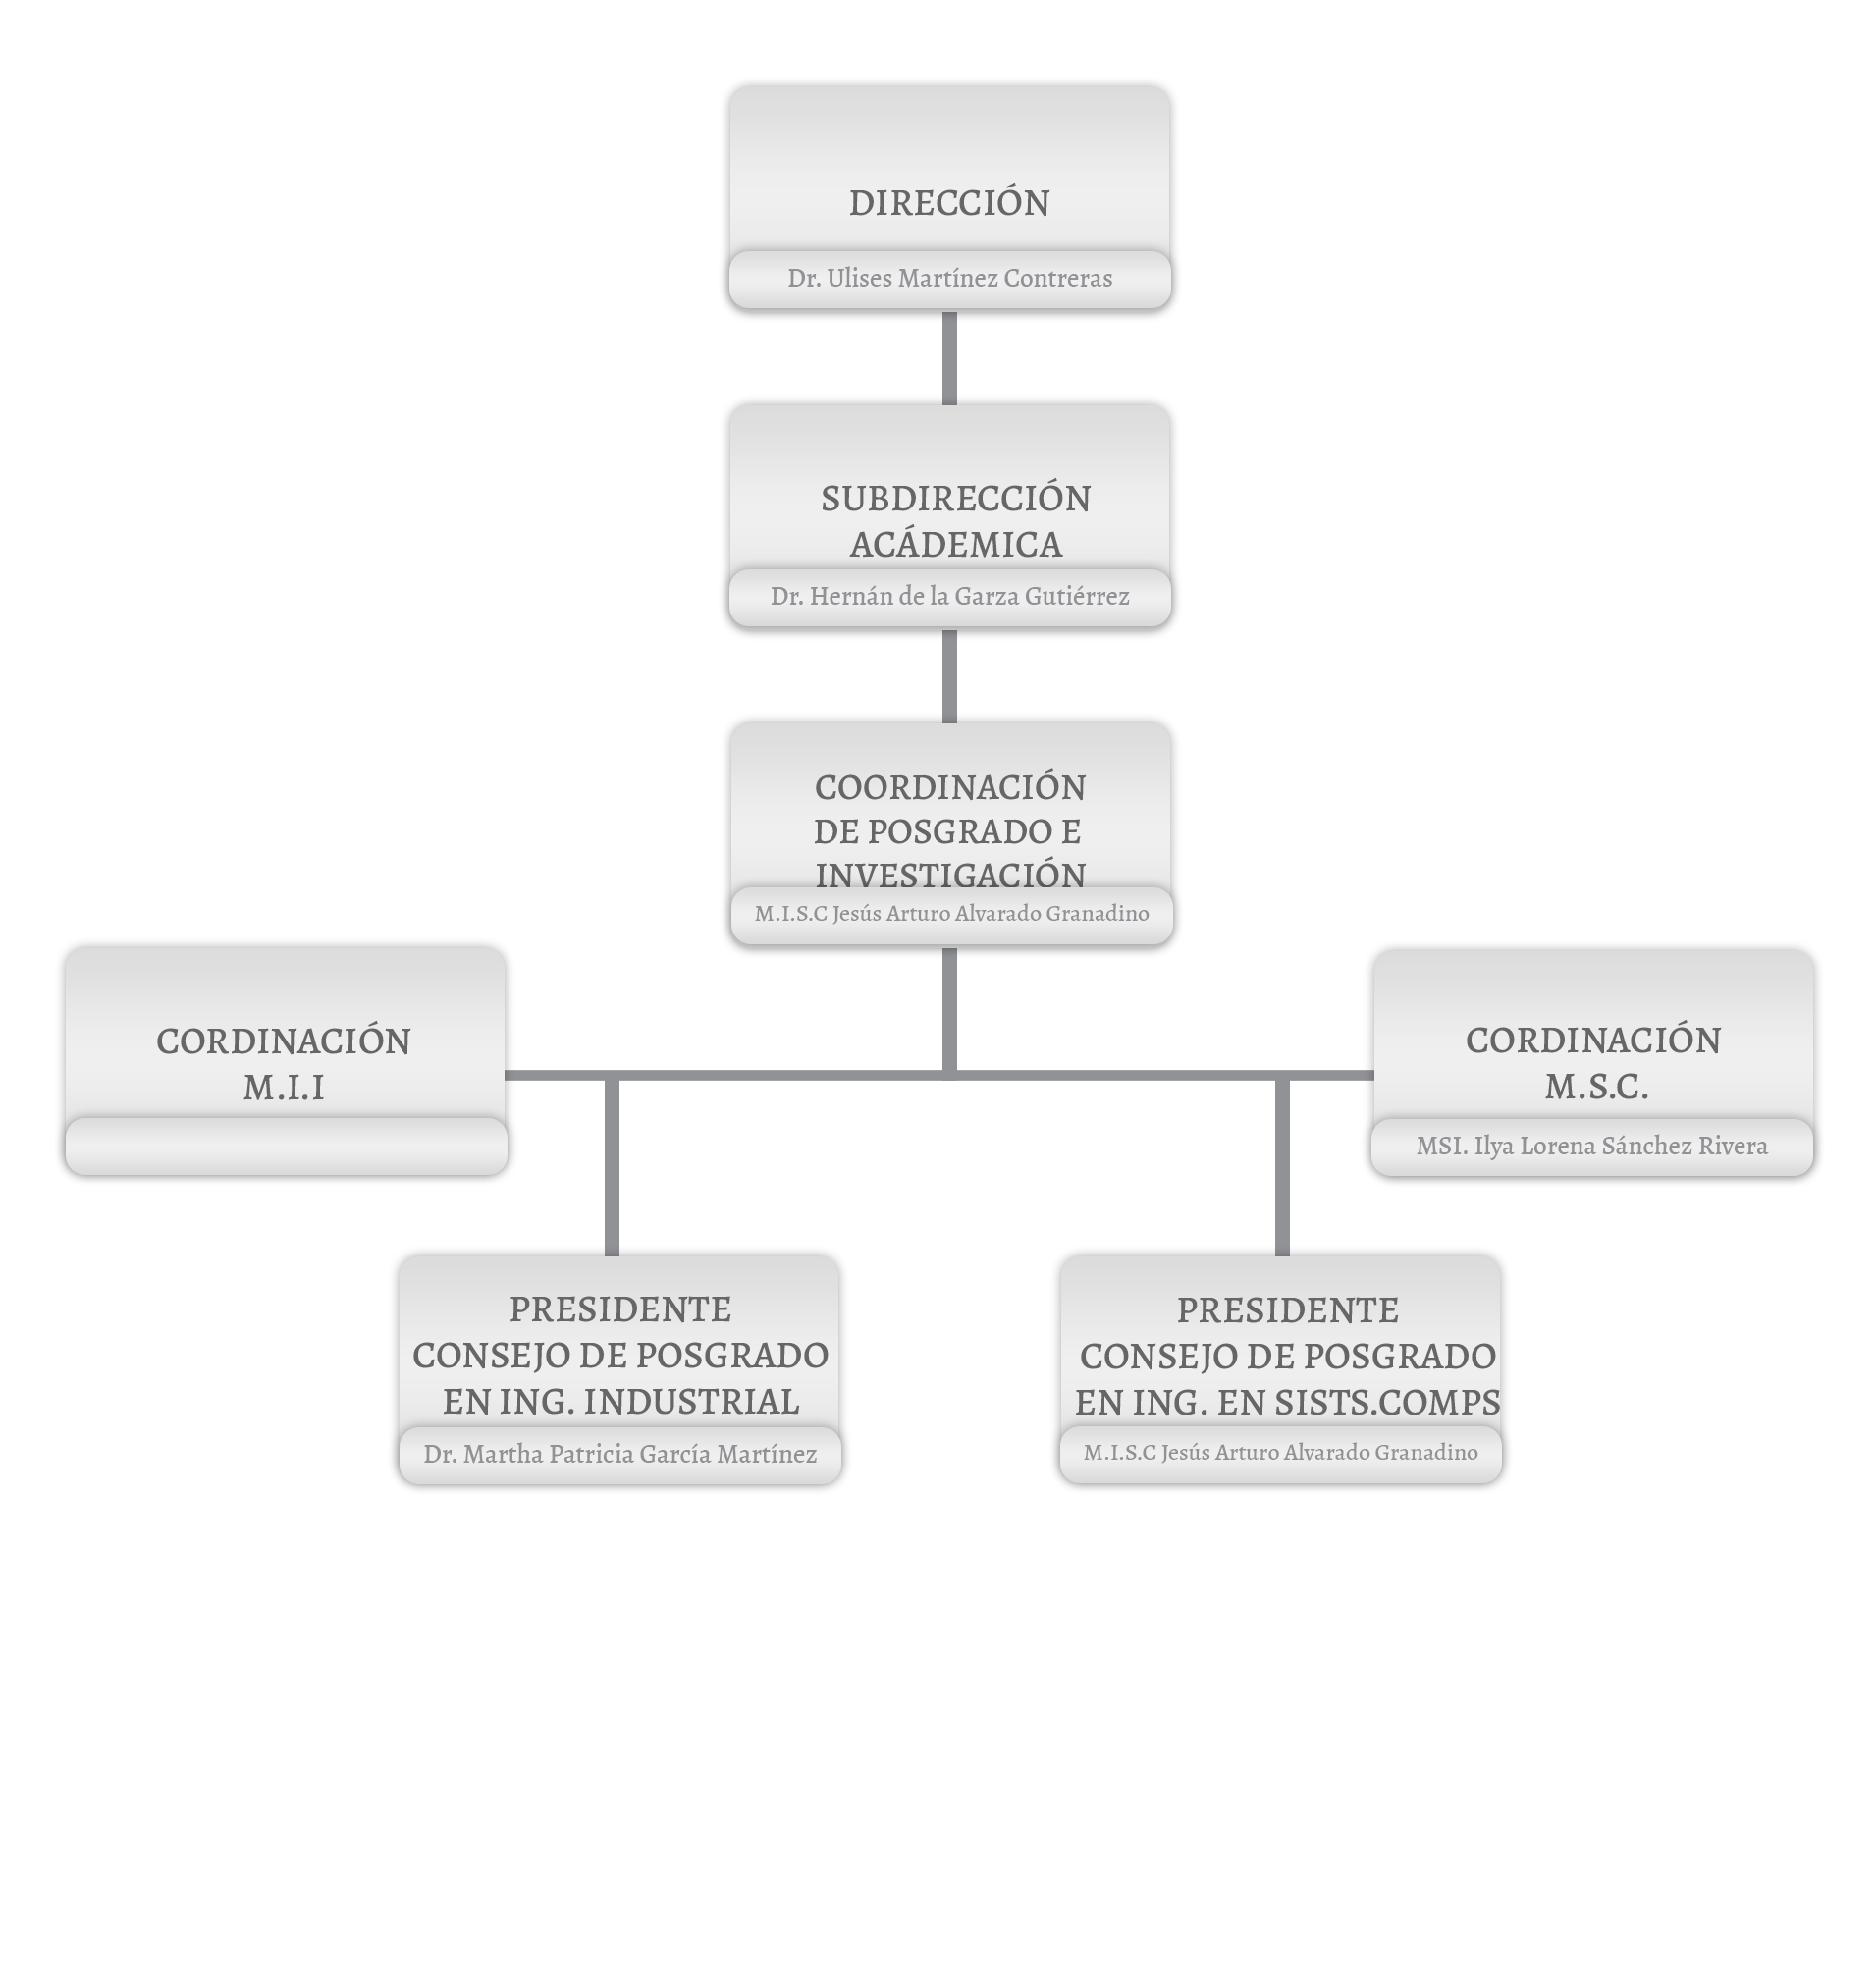 DIRECCIÓN
Dr. Ulises Martínez Contreras
SUBDIRECCIÓN
ACÁDEMICA
Dr. Hernán de la Garza Gutiérrez
COORDINACIÓN
DE POSGRADO E
INVESTIGACIÓN
M.I.S.C Jesús Arturo Alvarado Granadino
CORDINACIÓN
M.I.I
CORDINACIÓN
M.S.C.
MSI. Ilya Lorena Sánchez Rivera
PRESIDENTE
CONSEJO DE POSGRADO
EN ING. INDUSTRIAL
Dr. Martha Patricia García Martínez
PRESIDENTE
CONSEJO DE POSGRADO
EN ING. EN SISTS.COMPS
M.I.S.C Jesús Arturo Alvarado Granadino